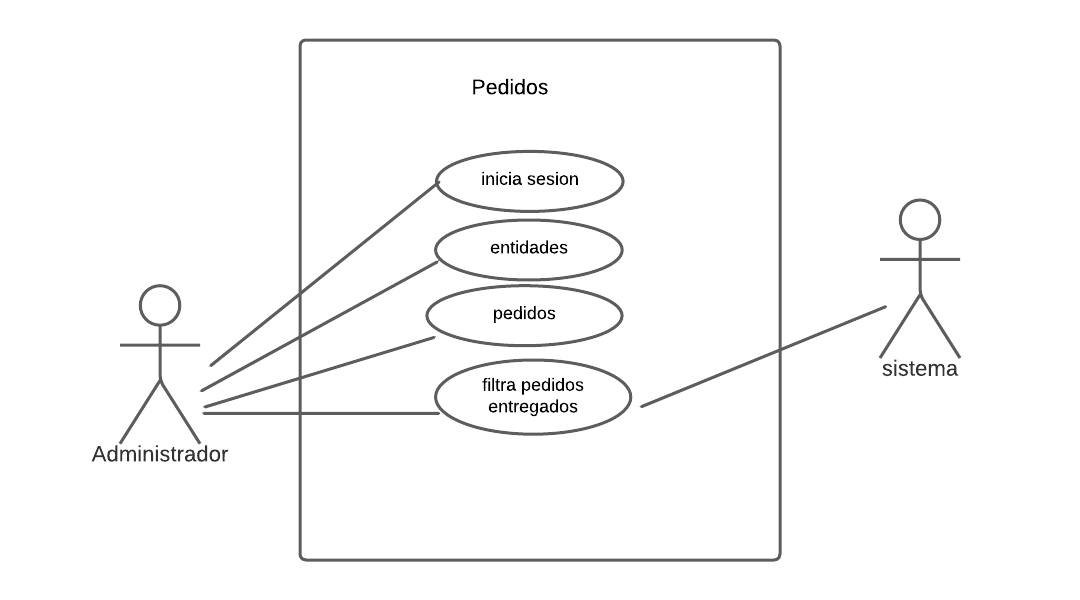 Pedidos
inicia sesion
entidades
pedidos
filtra pedidos
entregados
Administrador
sistema